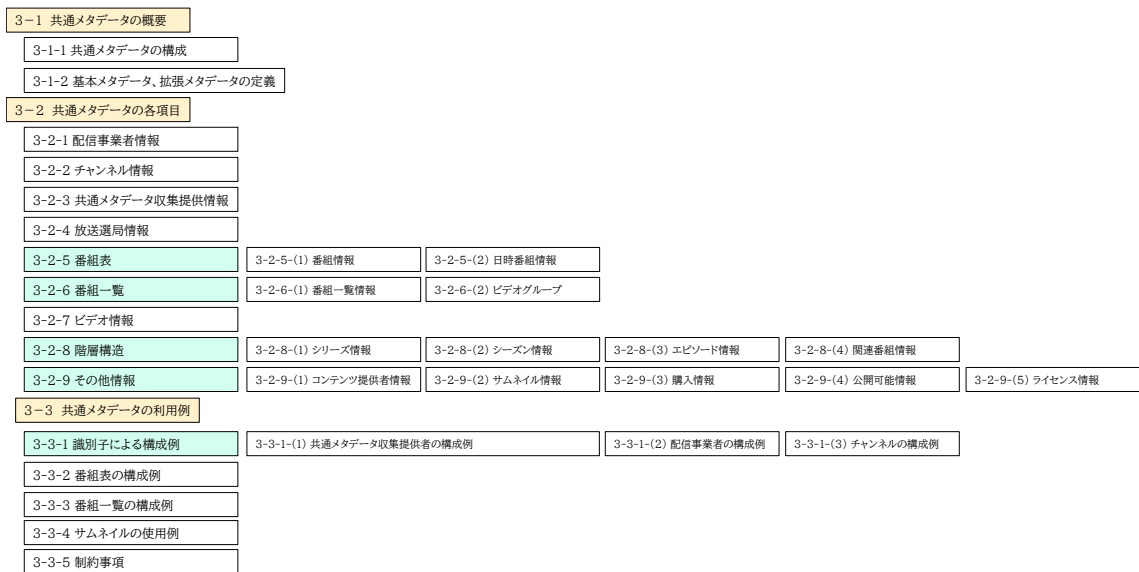 3－1 共通メタデータの概要
3-1-1 共通メタデータの構成
3-1-2 基本メタデータ、拡張メタデータの定義
3－2 共通メタデータの各項目
3-2-1 配信事業者情報
3-2-2 チャンネル情報
3-2-3 共通メタデータ収集提供情報
3-2-4 放送選局情報
3-2-5 番組表 3-2-5-(1) 番組情報 3-2-5-(2) 日時番組情報
3-2-6 番組一覧 3-2-6-(1) 番組一覧情報 3-2-6-(2) ビデオグループ
3-2-7 ビデオ情報
3-2-8 階層構造 3-2-8-(1) シリーズ情報 3-2-8-(2) シーズン情報 3-2-8-(3) エピソード情報 3-2-8-(4) 関連番組情報
3-2-9 その他情報 3-2-9-(1) コンテンツ提供者情報 3-2-9-(2) サムネイル情報 3-2-9-(3) 購入情報 3-2-9-(4) 公開可能情報 3-2-9-(5) ライセンス情報
3－3 共通メタデータの利用例
3-3-1 識別子による構成例 3-3-1-(1) 共通メタデータ収集提供者の構成例 3-3-1-(2) 配信事業者の構成例 3-3-1-(3) チャンネルの構成例
3-3-2 番組表の構成例
3-3-3 番組一覧の構成例
3-3-4 サムネイルの使用例
3-3-5 制約事項